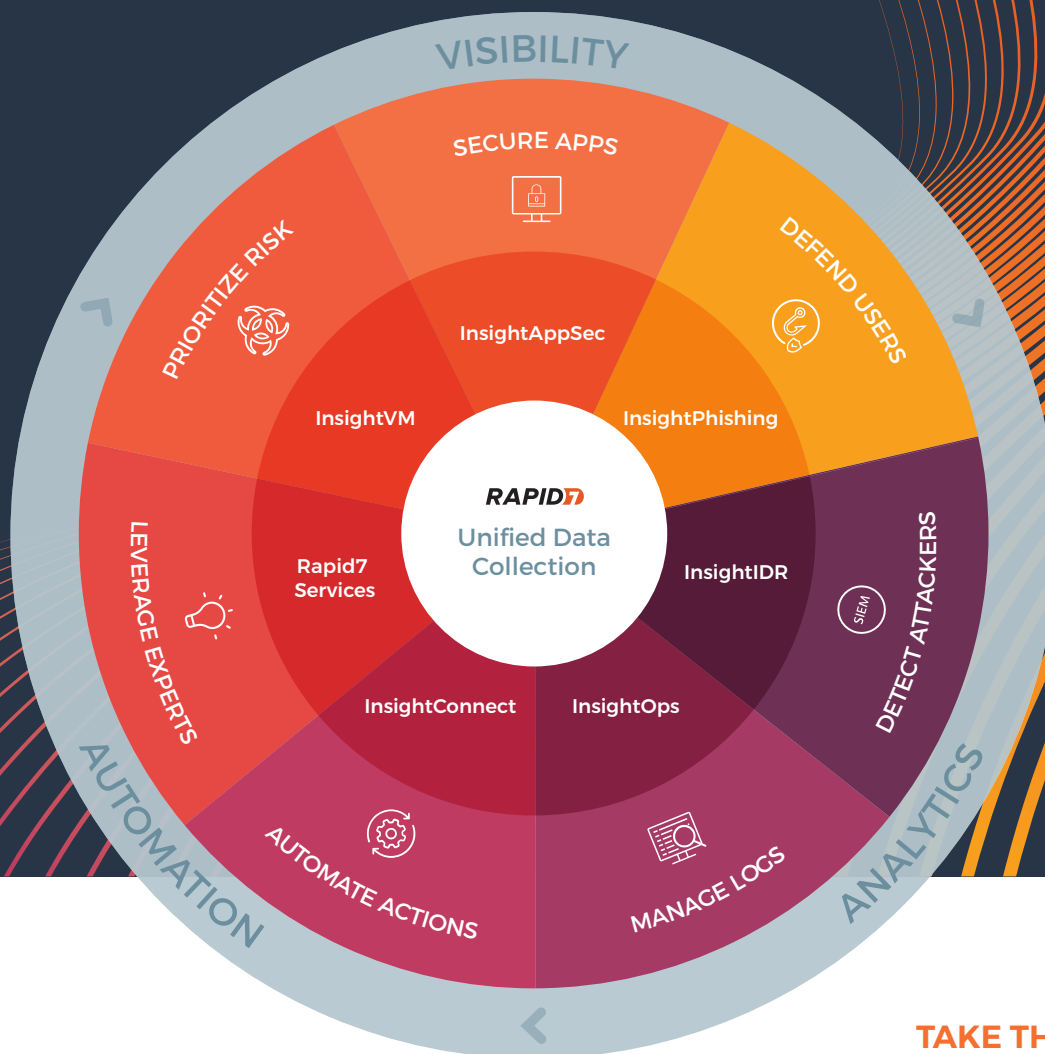 VISIBILITY
SECURE APPS
DEFEND USERS
PRIORITIZE RISK
InsightAppSec
InsightVM
InsightPhishing
RAPID7
Unified Data
Collection
LEVERAGE EXPERTS
Rapid7
Services
InsightIDR
SIEM
DETECT ATTACKERS
InsightConnect
InsightOps
AUTOMATE ACTIONS
MANAGE LOGS
AUTOMATION
ANALYTICS
TAKE TH